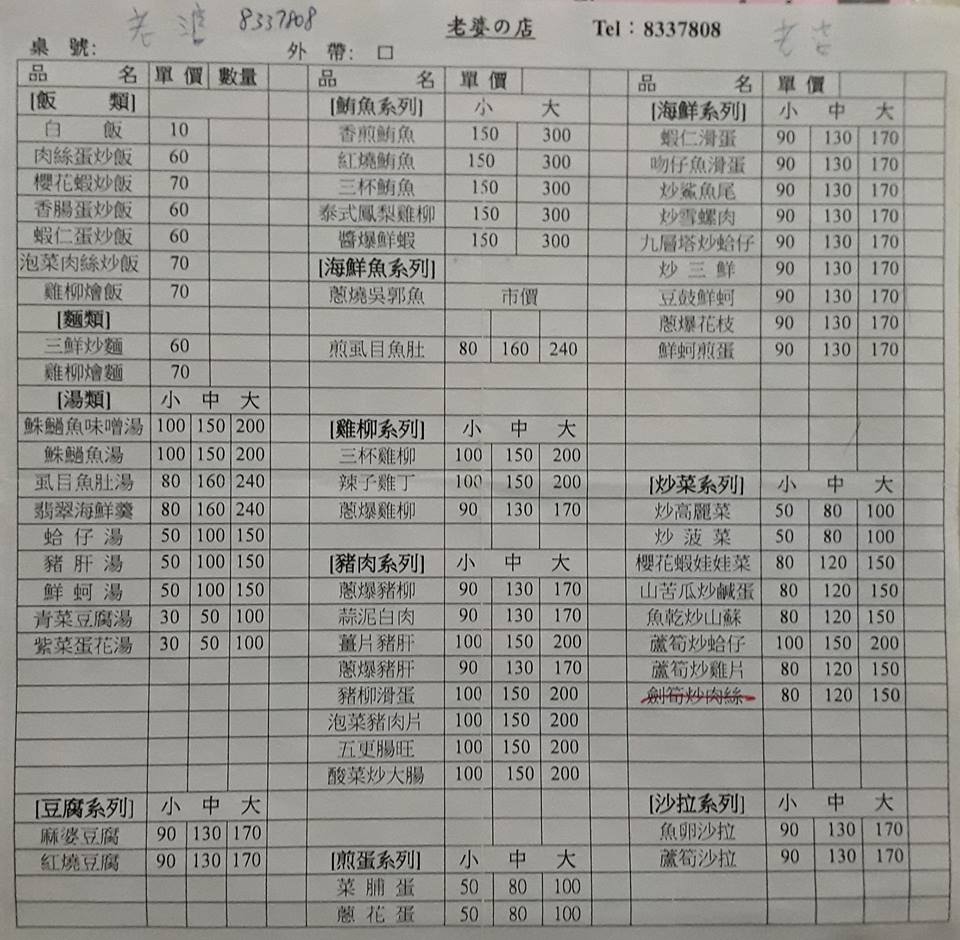 老婆 8337808
老婆の店 Tel：8337808
老婆
桌號： 外帶：口
品名 單價 數量
[飯類]
白飯 10
肉絲蛋炒飯 60
櫻花蝦炒飯 70
香腸蛋炒飯 60
蝦仁蛋炒飯 60
泡菜肉絲炒飯 70
雞柳燴飯 70
[麵類]
三鮮炒麵 60
雞柳燴麵 70
[湯類] 小 中 大
鮢魎魚味噌湯 100 150 200
鮢魎魚湯 100 150 200
虱目魚肚湯 80 160 240
翡翠海鮮羹 80 160 240
蛤仔湯 50 100 150
豬肝湯 50 100 150
鮮蚵湯 50 100 150
青菜豆腐湯 30 50 100
紫菜蛋花湯 30 50 100
[豆腐系列] 小 中 大
麻婆豆腐 90 130 170
紅燒豆腐 90 130 170
品名 單價
[鮪魚系列] 小 大
香煎鮪魚 150 300
紅燒鮪魚 150 300
三杯鮪魚 150 300
泰式鳳梨雞柳 150 300
醬爆鮮蝦 150 300
[海鮮魚系列]
蔥燒吳郭魚 市價
煎虱目魚肚 80 160 240
[雞柳系列] 小 中 大
三杯雞柳 100 150 200
辣子雞丁 100 150 200
蔥爆雞柳 90 130 170
[豬肉系列] 小 中 大
蔥爆豬柳 90 130 170
蒜泥白肉 90 130 170
薑片豬肝 100 150 200
蔥爆豬肝 90 130 170
豬柳滑蛋 100 150 200
泡菜豬肉片 100 150 200
五更腸旺 100 150 200
酸菜炒大腸 100 150 200
[煎蛋系列] 小 中 大
菜脯蛋 50 80 100
蔥花蛋 50 80 100
品名 單價
[海鮮系列] 小 中 大
蝦仁滑蛋 90 130 170
吻仔魚滑蛋 90 130 170
炒鯊魚尾 90 130 170
炒雪螺肉 90 130 170
九層塔炒蛤仔 90 130 170
炒三鮮 90 130 170
豆鼓鮮蚵 90 130 170
蔥爆花枝 90 130 170
鮮蚵煎蛋 90 130 170
[炒菜系列] 小 中 大
炒高麗菜 50 80 100
炒菠菜 50 80 100
櫻花蝦娃娃菜 80 120 150
山苦瓜炒鹹蛋 80 120 150
魚乾炒山蘇 80 120 150
蘆筍炒蛤仔 100 150 200
蘆筍炒雞片 80 120 150
劍筍炒肉絲 80 120 150
[沙拉系列] 小 中 大
魚卵沙拉 90 130 170
蘆筍沙拉 90 130 170